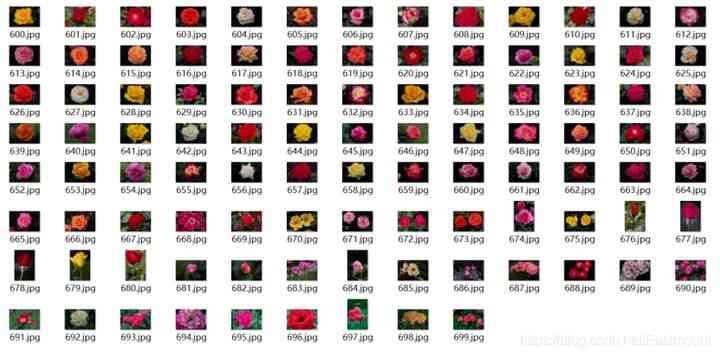 600.jpg 601.jpg 602.jpg 603.jpg 604.jpg 605.jpg 606.jpg 607.jpg 608.jpg 609.jpg 610.jpg 611.jpg 612.jpg
613.jpg 614.jpg 615.jpg 616.jpg 617.jpg 618.jpg 619.jpg 620.jpg 621.jpg 622.jpg 623.jpg 624.jpg 625.jpg
626.jpg 627.jpg 628.jpg 629.jpg 630.jpg 631.jpg 632.jpg 633.jpg 634.jpg 635.jpg 636.jpg 637.jpg 638.jpg
639.jpg 640.jpg 641.jpg 642.jpg 643.jpg 644.jpg 645.jpg 646.jpg 647.jpg 648.jpg 649.jpg 650.jpg 651.jpg
652.jpg 653.jpg 654.jpg 655.jpg 656.jpg 657.jpg 658.jpg 659.jpg 660.jpg 661.jpg 662.jpg 663.jpg 664.jpg
665.jpg 666.jpg 667.jpg 668.jpg 669.jpg 670.jpg 671.jpg 672.jpg 673.jpg 674.jpg 675.jpg 676.jpg 677.jpg
678.jpg 679.jpg 680.jpg 681.jpg 682.jpg 683.jpg 684.jpg 685.jpg 686.jpg 687.jpg 688.jpg 689.jpg 690.jpg
691.jpg 692.jpg 693.jpg 694.jpg 695.jpg 696.jpg 697.jpg 698.jpg 699.jpg
https://blog.csdn.net/Eastmount